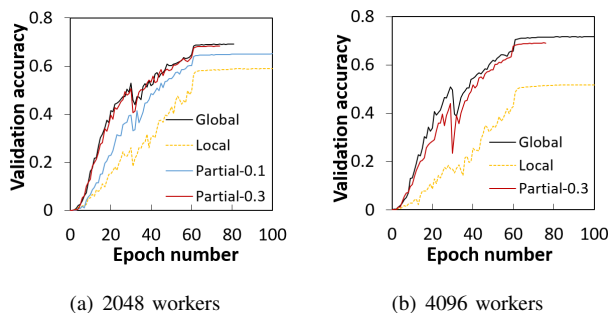 Validation accuracy
0.8
0.6
0.4
0.2
0
0 20 40 60 80 100
Epoch number
Global
Local
Partial-0.1
Partial-0.3
(a) 2048 workers
Validation accuracy
0.8
0.6
0.4
0.2
0
0 20 40 60 80 100
Epoch number
Global
Local
Partial-0.3
(b) 4096 workers